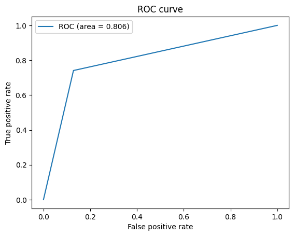 ROC curve
ROC (area = 0.806)
1.0
0.8
0.6
0.4
0.2
0.0
True positive rate
0.0 0.2 0.4 0.6 0.8 1.0
False positive rate